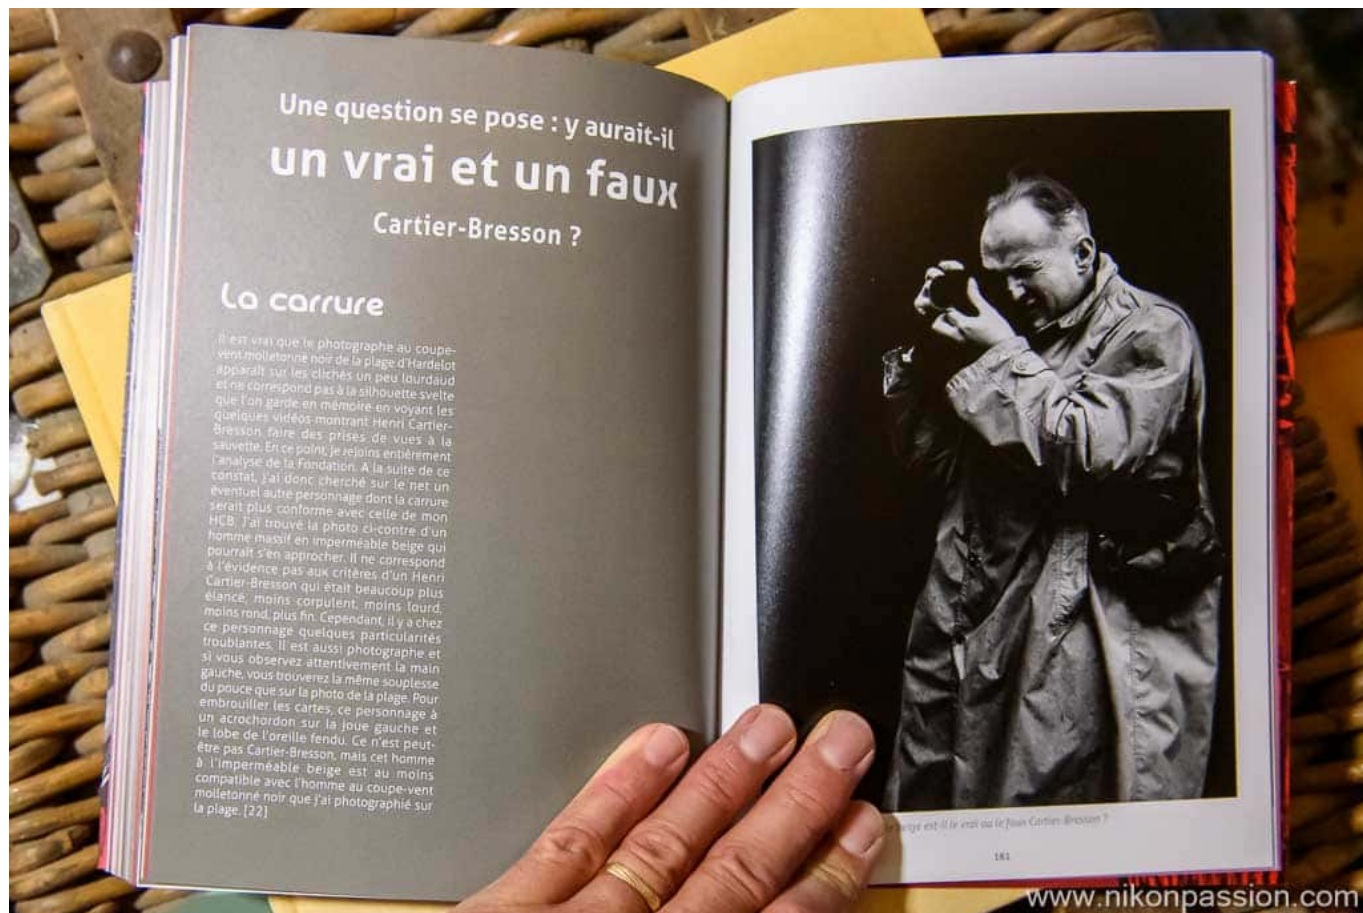 Une question se pose : y aurait-il
un vrai et un faux
Cartier-Bresson ?
La carrure
Il est vrai que le photographe au coupe-
vent molletonné noir de la plage d'Hardelot
apparaît sur les clichés un peu lourdaud
et ne correspond pas à la silhouette svelte
que l'on garde en mémoire en voyant les
quelques vidéos montrant Henri Cartier-
Bresson faire des prises de vues à la
sauvette. En ce point, je rejoins entièrement
l'analyse de la Fondation. A la suite de ce
constat, j'ai donc cherché sur le net un
éventuel autre personnage dont la carrure
serait plus conforme avec celle de mon
HCB. J'ai trouvé la photo ci-contre d'un
homme massif en imperméable beige qui
pourrait s'en approcher. Il ne correspond
à l'évidence pas aux critères d'un Henri
Cartier-Bresson qui était beaucoup plus
élancé, moins corpulent, moins lourd,
moins rond, plus fin. Cependant, il y a chez
ce personnage quelques particularités
troublantes. Il est aussi photographe et
si vous observez attentivement la main
gauche, vous trouverez la même souplesse
du pouce que sur la photo de la plage. Pour
embrouiller les cartes, ce personnage à
un acrochordon sur la joue gauche et
le lobe de l'oreille fendu. Ce n'est peut-
être pas Cartier-Bresson, mais cet homme
à l'imperméable beige est au moins
compatible avec l'homme au coupe-vent
molletonné noir que j'ai photographié sur
la plage. [22]
beige est-il le vrai ou le faux Cartier-Bresson ?
161
www.nikonpassion.com